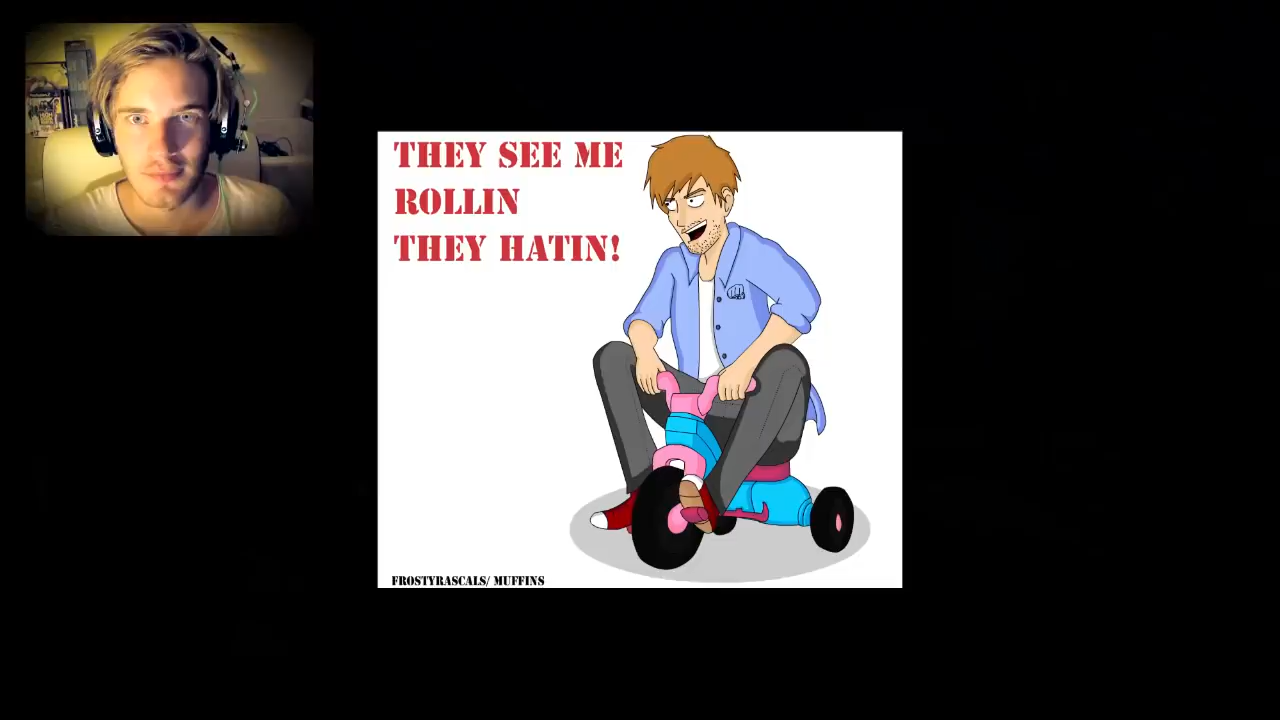 THEY SEE ME
ROLLIN
THEY HATIN!
FROSTYRASCALS/ MUFFINS